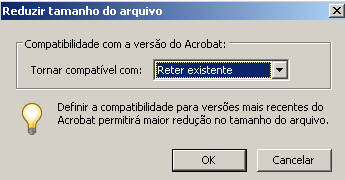 Reduzir tamanho do arquivo
Compatibilidade com a versão do Acrobat:
Tornar compatível com: Reter existente
Definir a compatibilidade para versões mais recentes do
Acrobat permitirá maior redução no tamanho do arquivo.
OK Cancelar